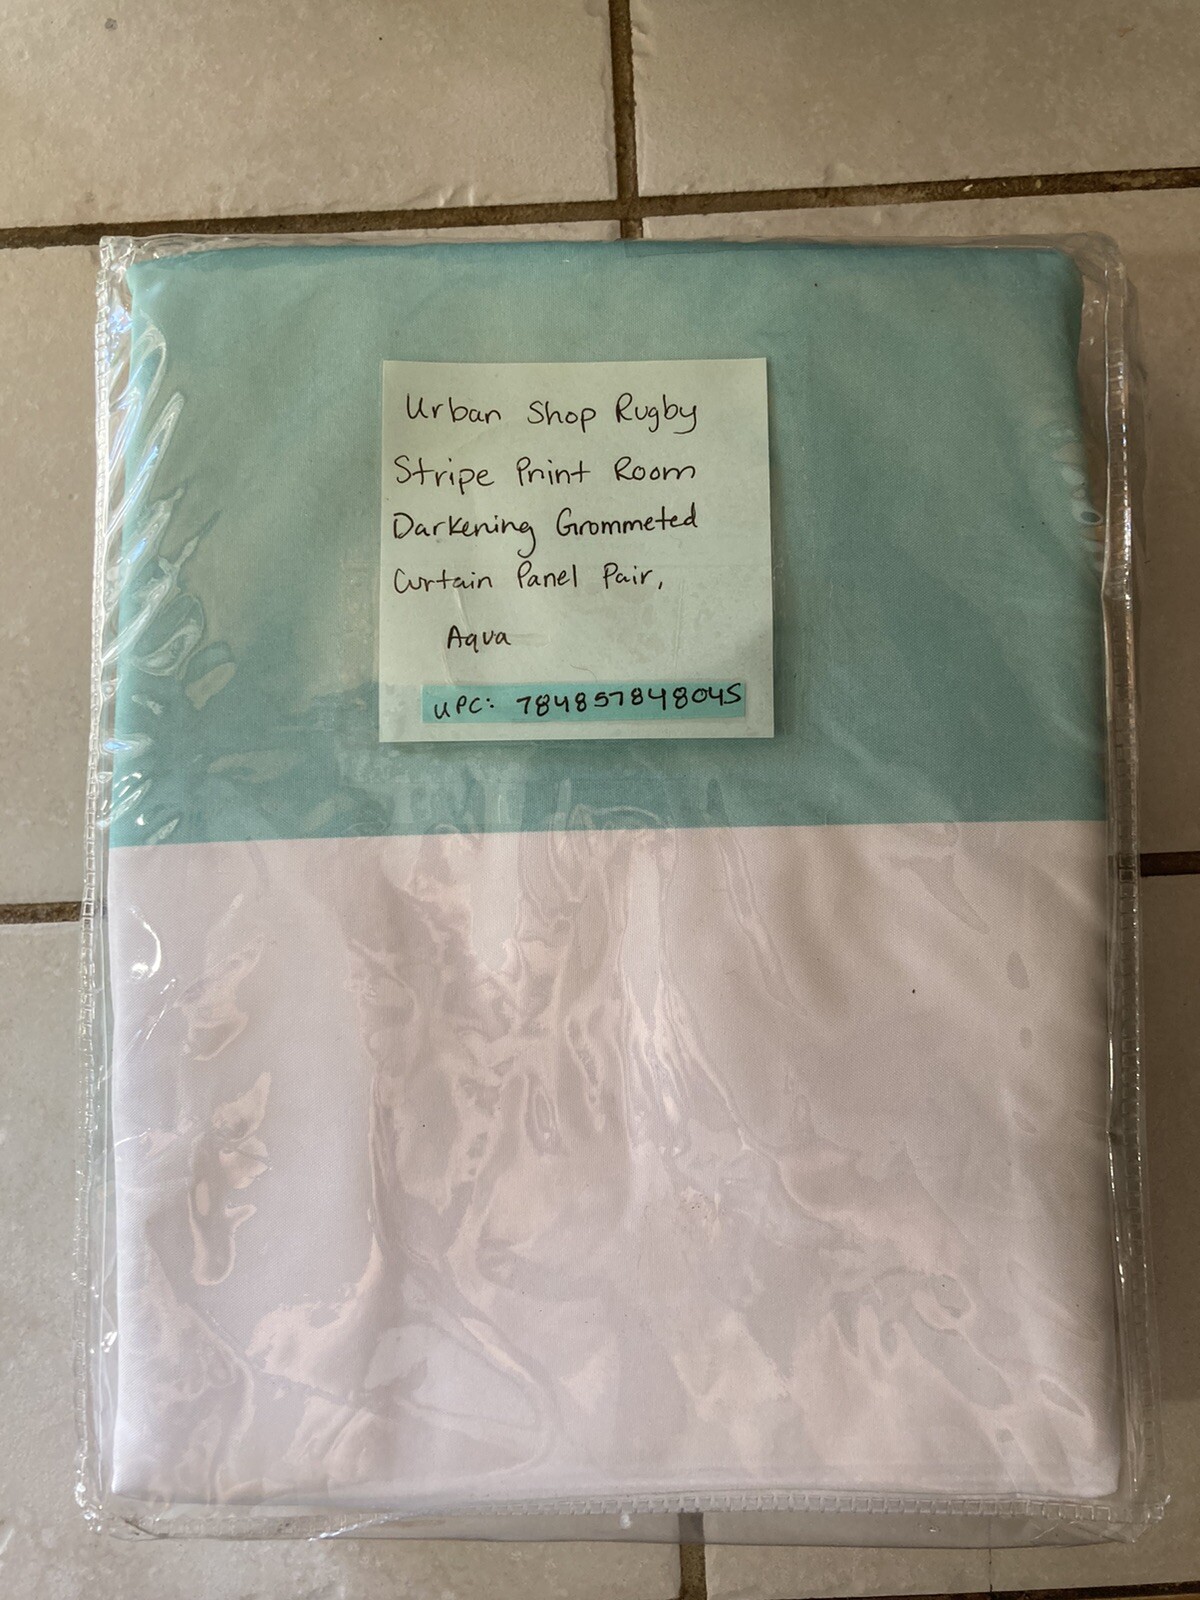 Urban Shop Rugby
Stripe Print Room
Darkening Grommeted
Curtain Panel Pair,
Aqua
UPC: 784857848045